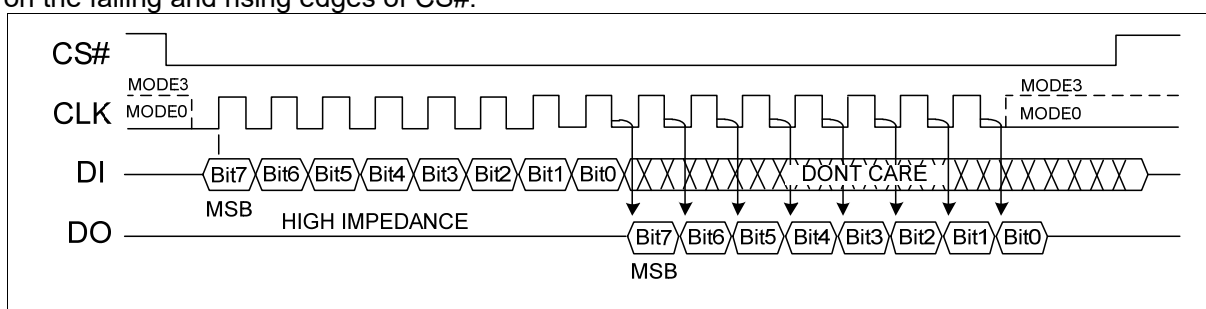 on the falling and rising edges of CS#.
CS#
MODE3 MODE3
CLK MODE0 MODE0
DI Bit7 Bit6 Bit5 Bit4 Bit3 Bit2 Bit1 Bit0 DONT CARE
MSB HIGH IMPEDANCE
DO Bit7 Bit6 Bit5 Bit4 Bit3 Bit2 Bit1 Bit0
MSB